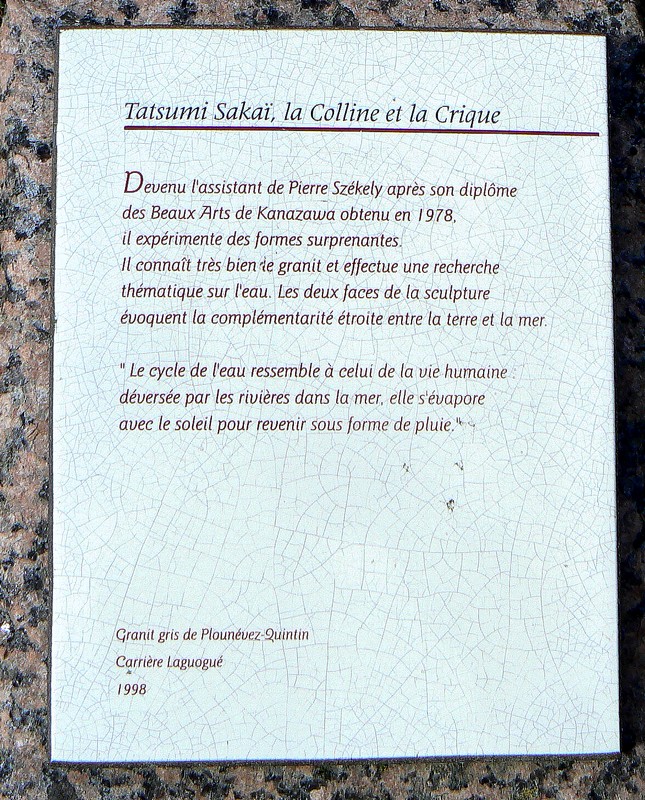 Tatsumi Sakaï, la Colline et la Crique
Devenu l'assistant de Pierre Székely après son diplôme
des Beaux Arts de Kanazawa obtenu en 1978,
il expérimente des formes surprenantes.
Il connaît très bien le granit et effectue une recherche
thématique sur l'eau. Les deux faces de la sculpture
évoquent la complémentarité étroite entre la terre et la mer.
" Le cycle de l'eau ressemble à celui de la vie humaine :
déversée par les rivières dans la mer, elle s'évapore
avec le soleil pour revenir sous forme de pluie."
Granit gris de Plounévez-Quintin
Carrière Laguogué
1998